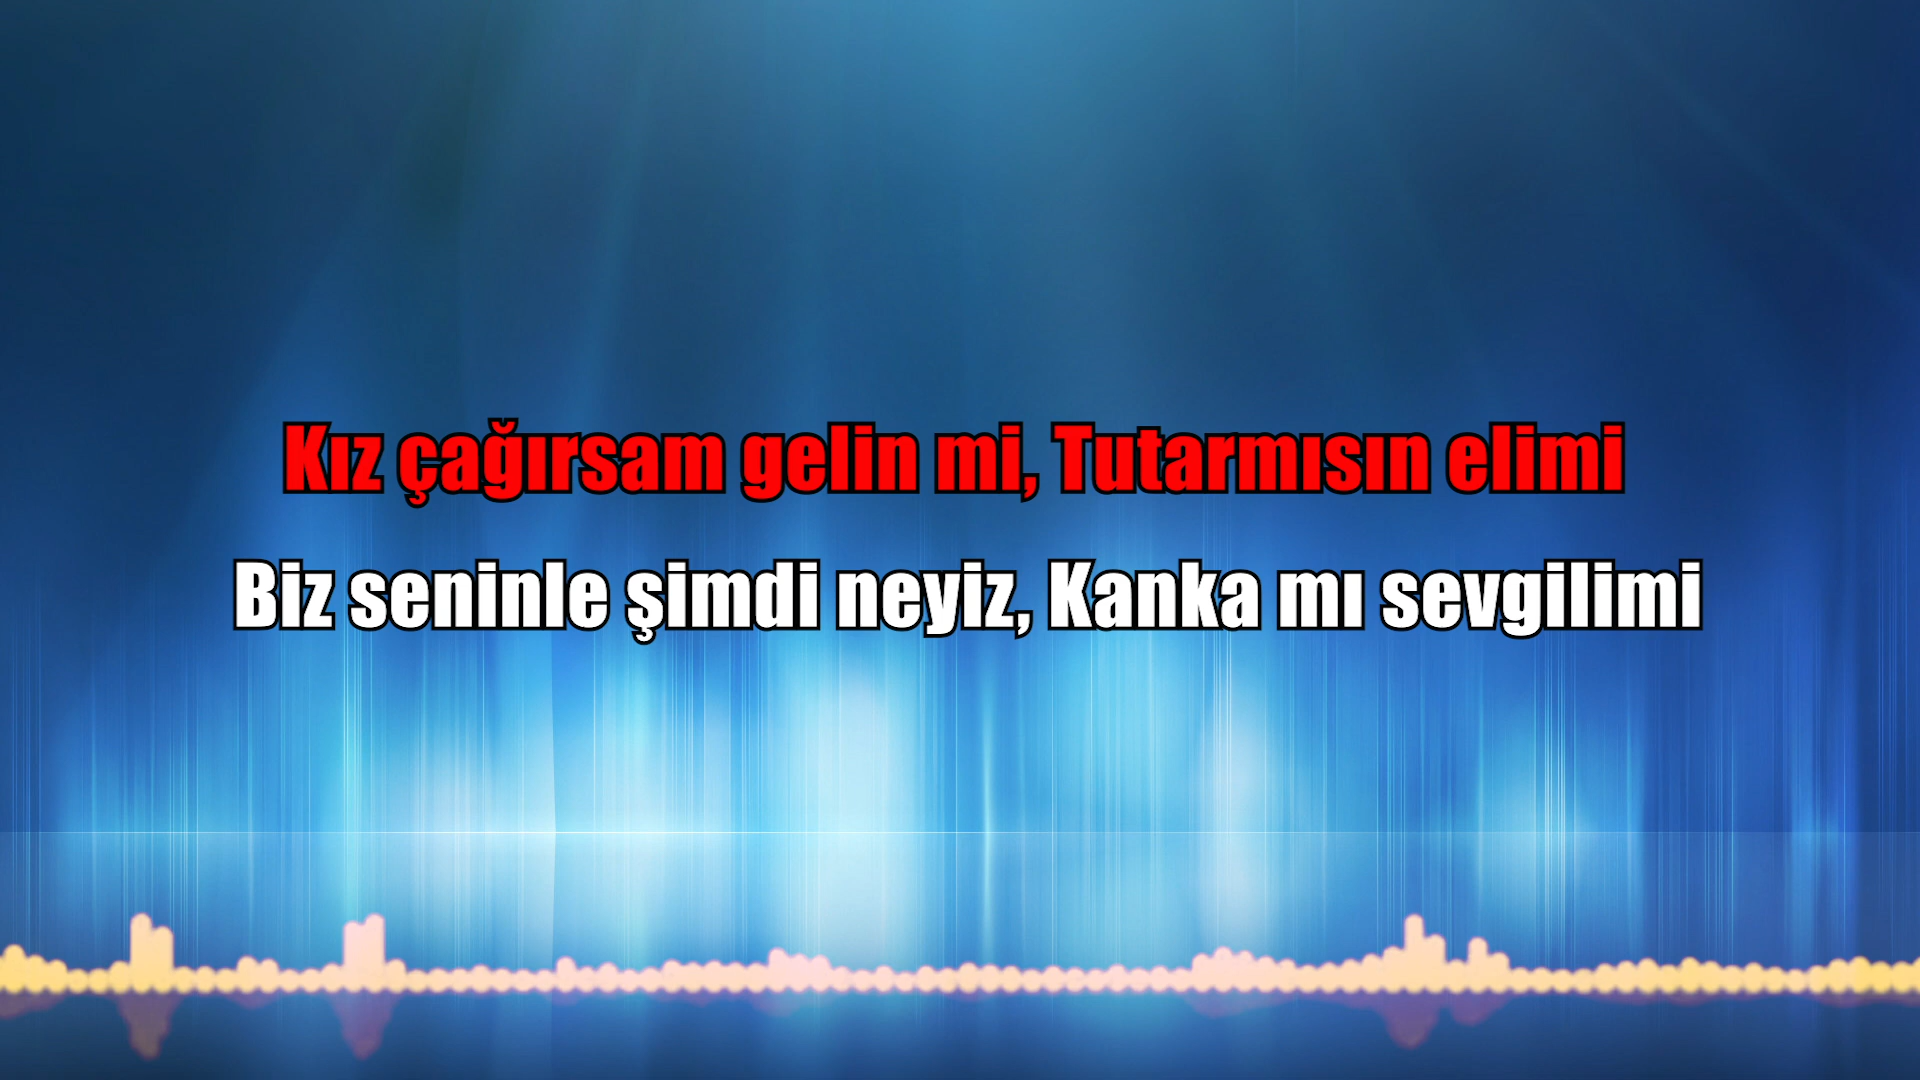 Kız çağırsam gelin mi, Tutarmısın elimi
Biz seninle şimdi neyiz, Kanka mı sevgilimi